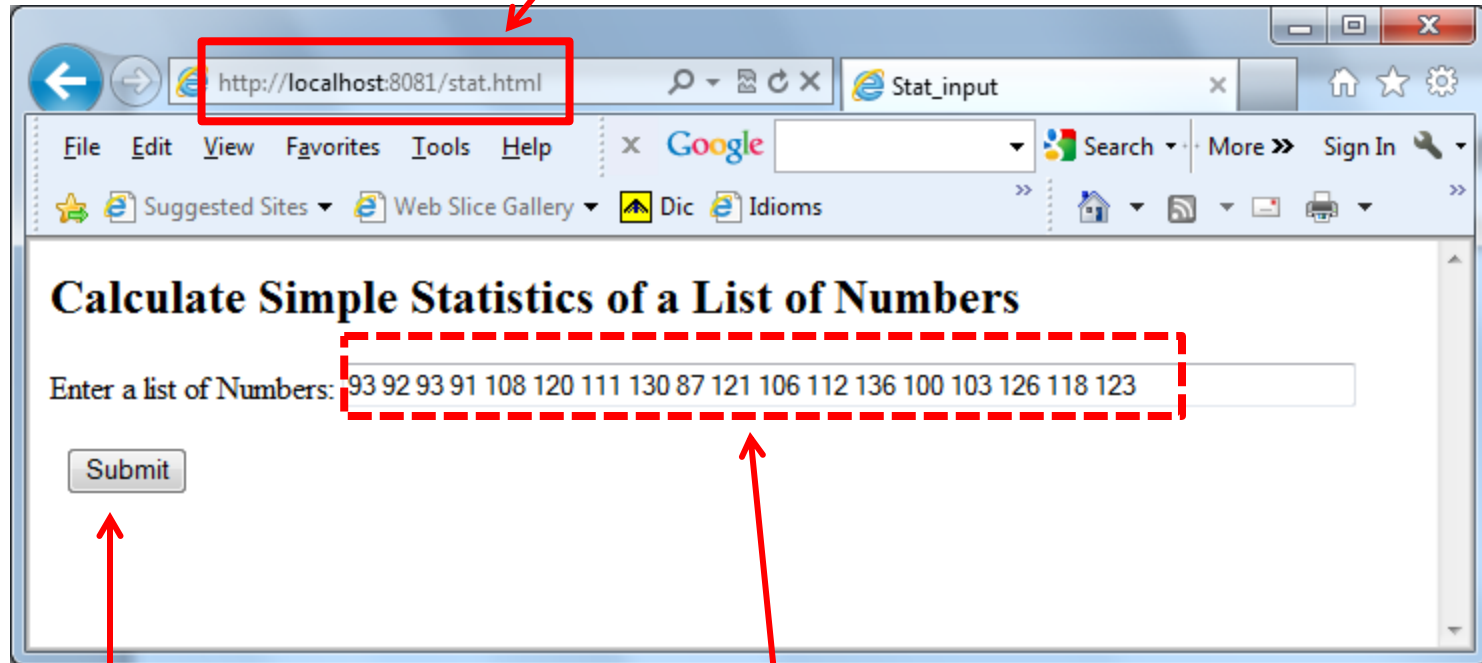 http://localhost:8081/stat.html Stat_input
File Edit View Favorites Tools Help x Google Search More >> Sign In
Suggested Sites Web Slice Gallery Dic Idioms >> >>
Calculate Simple Statistics of a List of Numbers
Enter a list of Numbers: 93 92 93 91 108 120 111 130 87 121 106 112 136 100 103 126 118 123
Submit